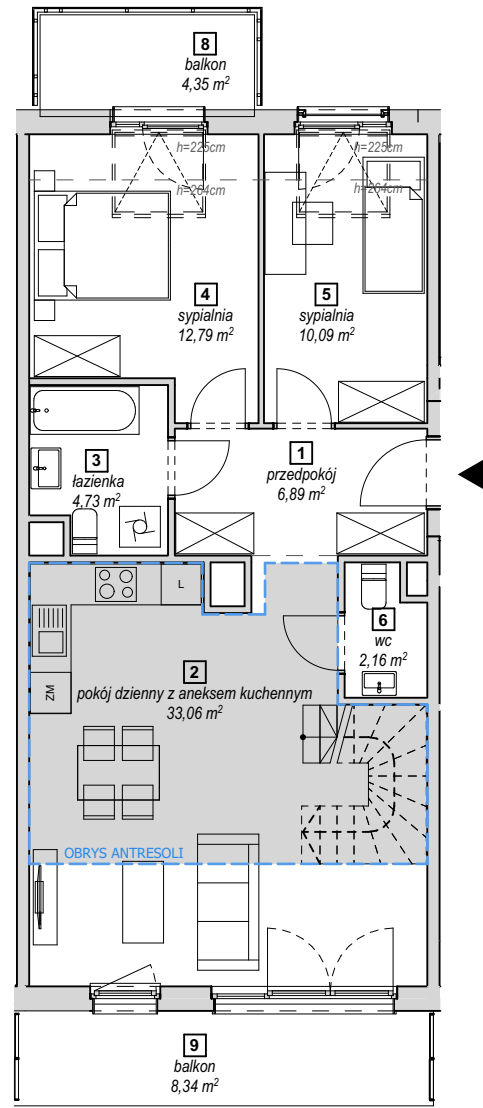 8
balkon
4,35 m²
h=225cm
h=264cm
h=225cm
h=264cm
4
sypialnia
12,79 m²
5
sypialnia
10,09 m²
3
łazienka
4,73 m²
1
przedpokój
6,89 m²
L
6
wc
2,16 m²
ZM
2
pokój dzienny z aneksem kuchennym
33,06 m²
OBRYS ANTRESOLI
9
balkon
8,34 m²